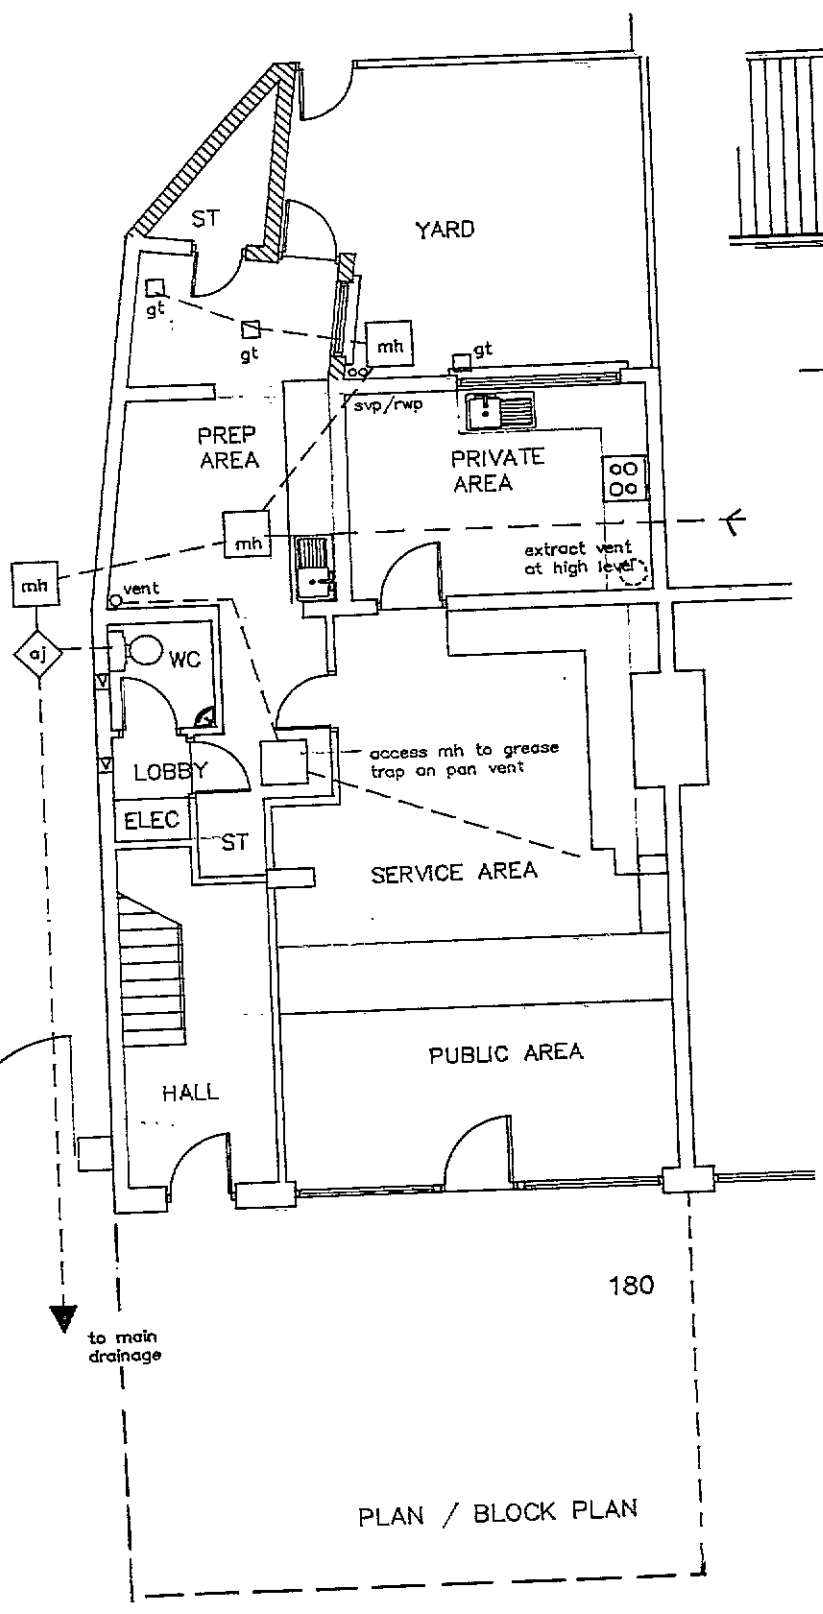 ST
YARD
gt
gt
mh
gt
svp/rwp
PREP
AREA
PRIVATE
AREA
mh
extract vent
at high level
mh
vent
aj
WC
access mh to grease
trap on pan vent
LOBBY
ELEC
ST
SERVICE AREA
PUBLIC AREA
HALL
180
to main
drainage
PLAN / BLOCK PLAN